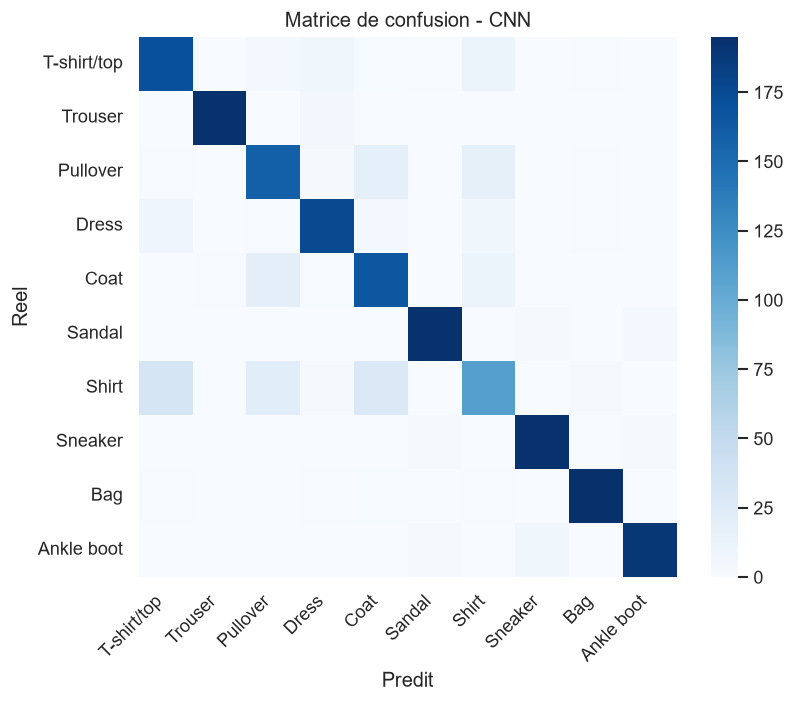 Matrice de confusion - CNN
Reel
T-shirt/top
Trouser
Pullover
Dress
Coat
Sandal
Shirt
Sneaker
Bag
Ankle boot
T-shirt/top
Trouser
Pullover
Dress
Coat
Sandal
Shirt
Sneaker
Bag
Ankle boot
Predit
175
150
125
100
75
50
25
0